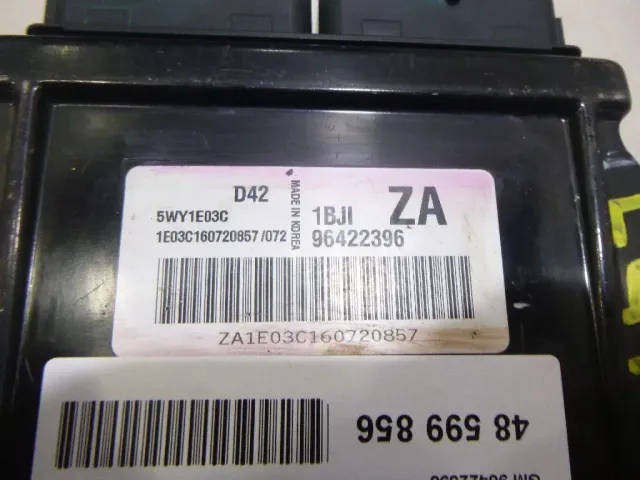 D42
5WY1E03C
1E03C160720857/072
MADE IN KOREA
1BJI ZA
96422396
ZA1E03C160720857
48 599 856